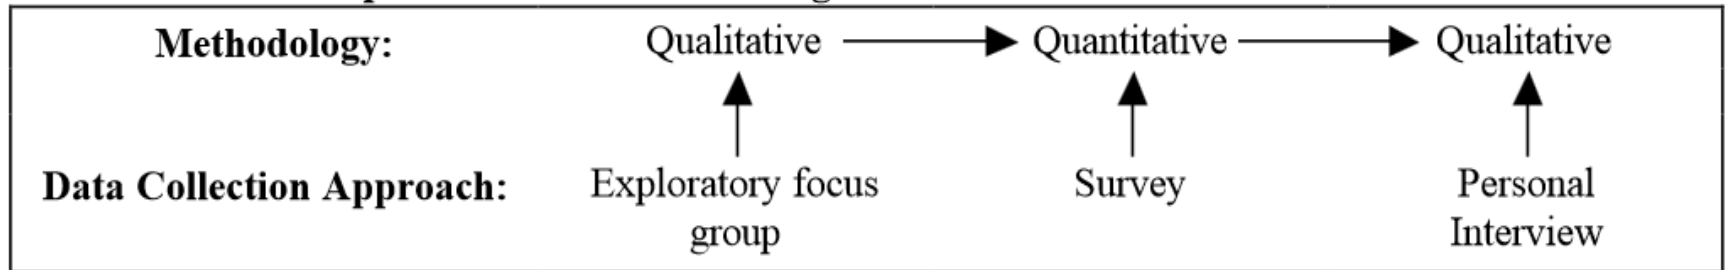 Methodology: Qualitative Quantitative Qualitative
Data Collection Approach: Exploratory focus group Survey Personal Interview